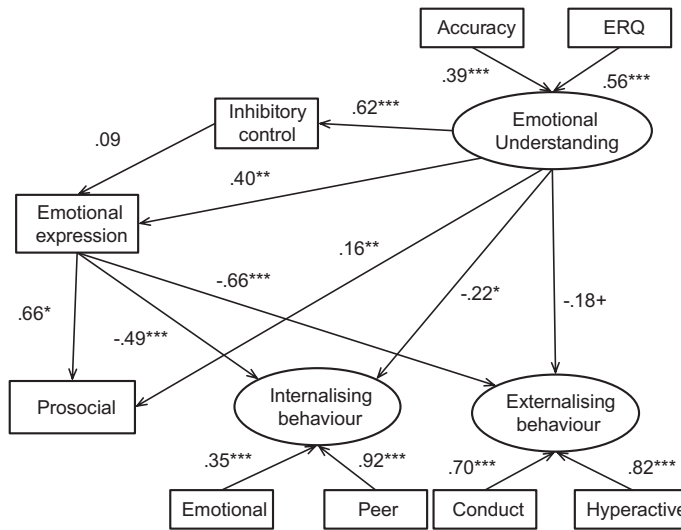 Accuracy
ERQ
.39***
.56***
Inhibitory
control
.62***
Emotional
Understanding
.09
.40**
Emotional
expression
.16**
-.66***
-.22*
-.18+
.66*
-.49***
Prosocial
Internalising
behaviour
Externalising
behaviour
.35***
.92***
.70***
.82***
Emotional
Peer
Conduct
Hyperactive